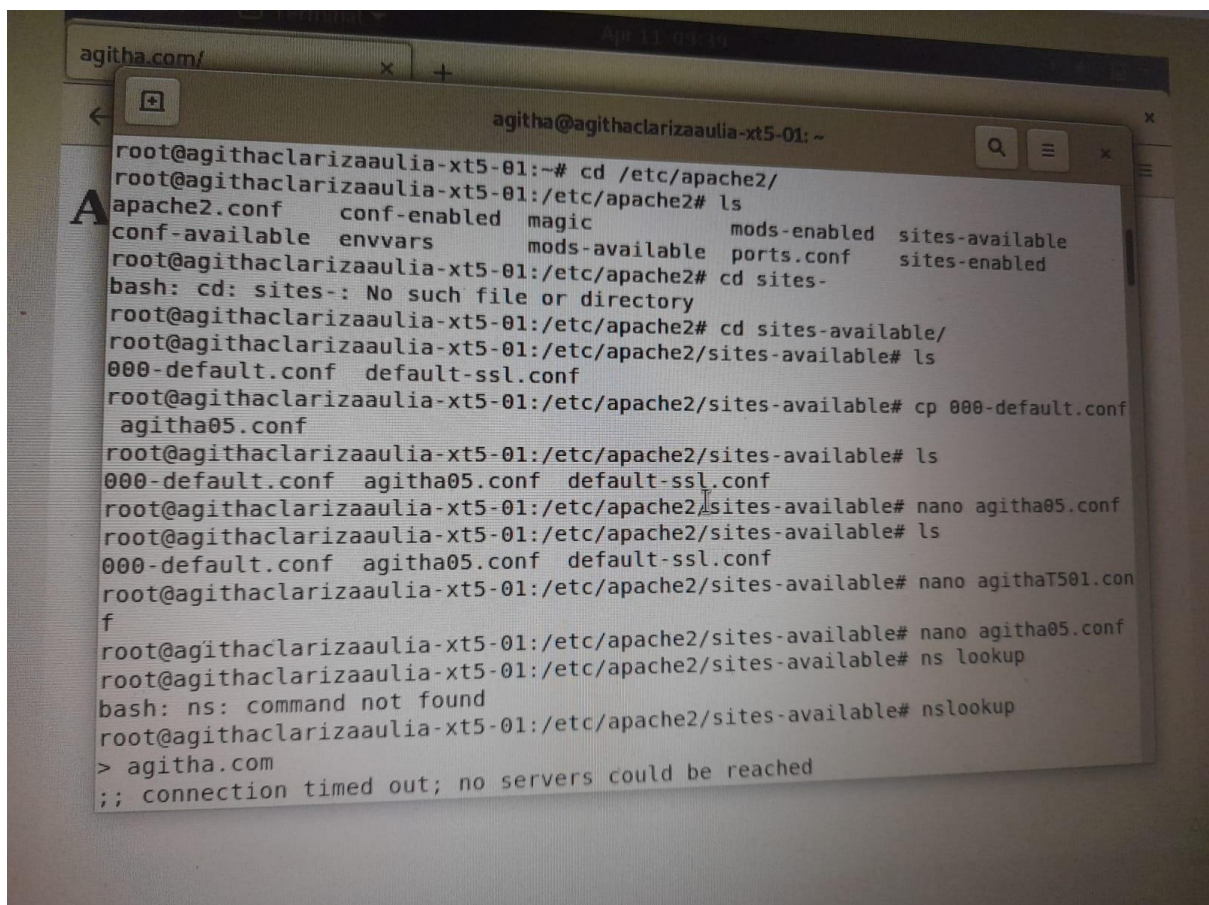 Terminal
Apr 11 09:39
agitha.com/
agitha@agithaclarizaaulia-xt5-01: ~
A
root@agithaclarizaaulia-xt5-01:~# cd /etc/apache2/
root@agithaclarizaaulia-xt5-01:/etc/apache2# ls
apache2.conf conf-enabled magic mods-enabled sites-available
conf-available envvars mods-available ports.conf sites-enabled
root@agithaclarizaaulia-xt5-01:/etc/apache2# cd sites-
bash: cd: sites-: No such file or directory
root@agithaclarizaaulia-xt5-01:/etc/apache2# cd sites-available/
root@agithaclarizaaulia-xt5-01:/etc/apache2/sites-available# ls
000-default.conf default-ssl.conf
root@agithaclarizaaulia-xt5-01:/etc/apache2/sites-available# cp 000-default.conf
agitha05.conf
root@agithaclarizaaulia-xt5-01:/etc/apache2/sites-available# ls
000-default.conf agitha05.conf default-ssl.conf
root@agithaclarizaaulia-xt5-01:/etc/apache2/sites-available# nano agitha05.conf
root@agithaclarizaaulia-xt5-01:/etc/apache2/sites-available# ls
000-default.conf agitha05.conf default-ssl.conf
root@agithaclarizaaulia-xt5-01:/etc/apache2/sites-available# nano agithaT501.con
f
root@agithaclarizaaulia-xt5-01:/etc/apache2/sites-available# nano agitha05.conf
root@agithaclarizaaulia-xt5-01:/etc/apache2/sites-available# ns lookup
bash: ns: command not found
root@agithaclarizaaulia-xt5-01:/etc/apache2/sites-available# nslookup
> agitha.com
;; connection timed out; no servers could be reached